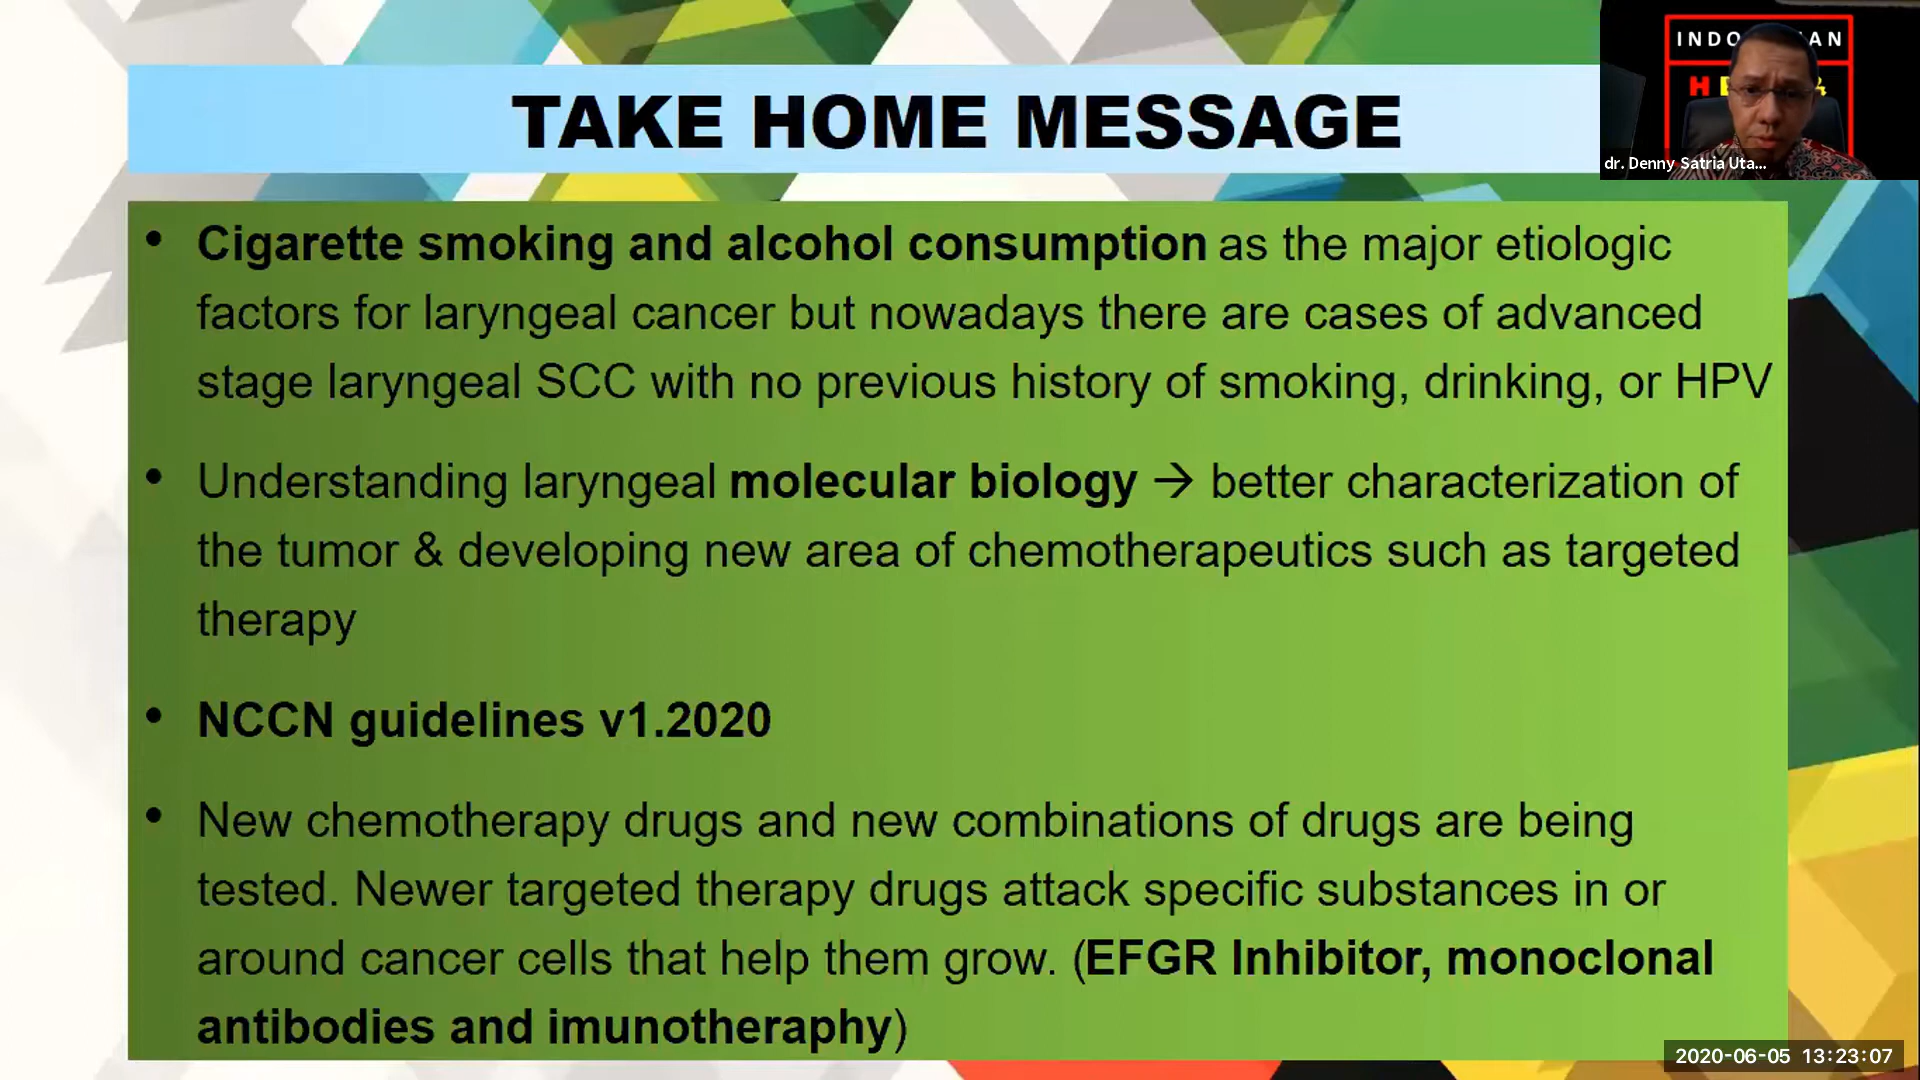 TAKE HOME MESSAGE
INDO AN
H
dr. Denny Satria Uta...
• Cigarette smoking and alcohol consumption as the major etiologic
factors for laryngeal cancer but nowadays there are cases of advanced
stage laryngeal SCC with no previous history of smoking, drinking, or HPV
• Understanding laryngeal molecular biology → better characterization of
the tumor & developing new area of chemotherapeutics such as targeted
therapy
• NCCN guidelines v1.2020
• New chemotherapy drugs and new combinations of drugs are being
tested. Newer targeted therapy drugs attack specific substances in or
around cancer cells that help them grow. (EFGR Inhibitor, monoclonal
antibodies and imunotheraphy)
2020-06-05 13:23:07